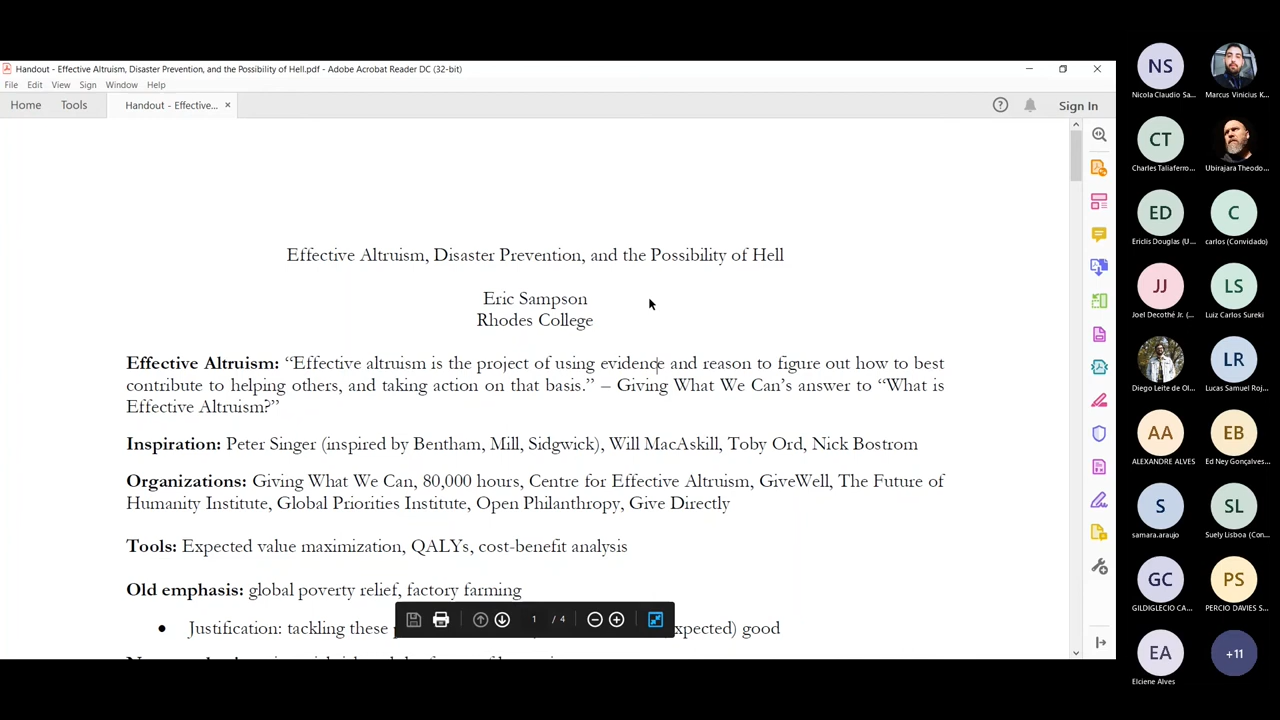 Handout - Effective Altruism, Disaster Prevention, and the Possibility of Hell.pdf - Adobe Acrobat Reader DC (32-bit)
File Edit View Sign Window Help
Home Tools Handout - Effective... × Sign In
Effective Altruism, Disaster Prevention, and the Possibility of Hell
Eric Sampson
Rhodes College
Effective Altruism: “Effective altruism is the project of using evidence and reason to figure out how to best
contribute to helping others, and taking action on that basis.” – Giving What We Can’s answer to “What is
Effective Altruism?”
Inspiration: Peter Singer (inspired by Bentham, Mill, Sidgwick), Will MacAskill, Toby Ord, Nick Bostrom
Organizations: Giving What We Can, 80,000 hours, Centre for Effective Altruism, GiveWell, The Future of
Humanity Institute, Global Priorities Institute, Open Philanthropy, Give Directly
Tools: Expected value maximization, QALYs, cost-benefit analysis
Old emphasis: global poverty relief, factory farming
• Justification: tackling these good
1 / 4
NS
Nicola Claudio Sa...
Marcus Vinicius K...
CT
Charles Taliaferro...
Ubirajara Theodo...
ED
Ericlis Douglas (U...
C
carlos (Convidado)
JJ
Joel Decothé Jr. (...
LS
Luiz Carlos Sureki
Diego Leite de Ol...
LR
Lucas Samuel Roj...
AA
ALEXANDRE ALVES
EB
Ed Ney Gonçalves...
S
samara.araujo
SL
Suely Lisboa (Con...
GC
GILDIGLECIO CA...
PS
PERCIO DAVIES S...
EA
Elciene Alves
+11